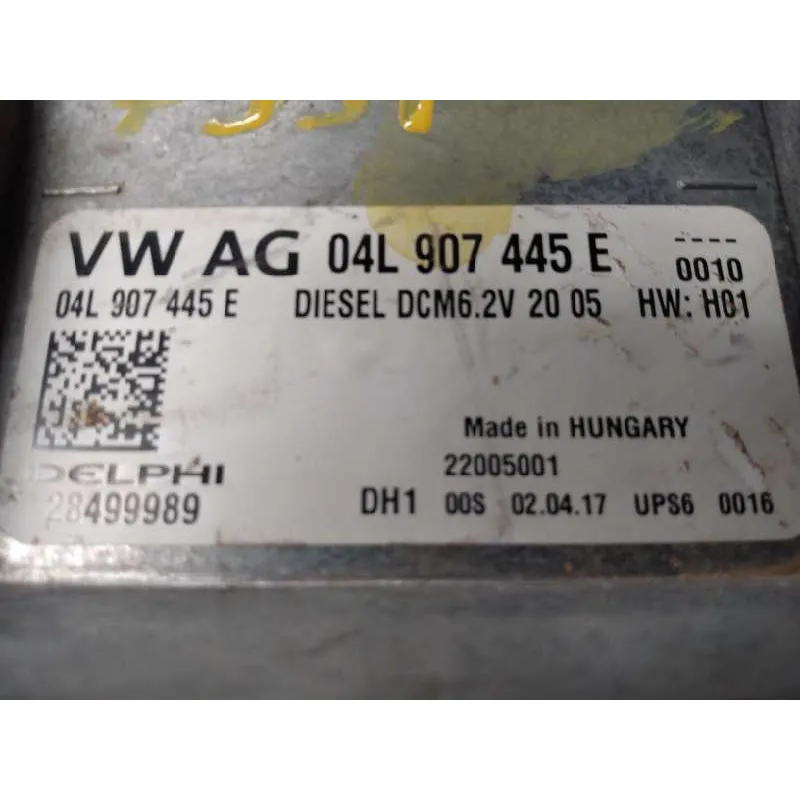 VW AG 04L 907 445 E ----
0010
04L 907 445 E DIESEL DCM6.2V 20 05 HW: H01
Made in HUNGARY
DELPHI 22005001
28499989 DH1 00S 02.04.17 UPS6 0016